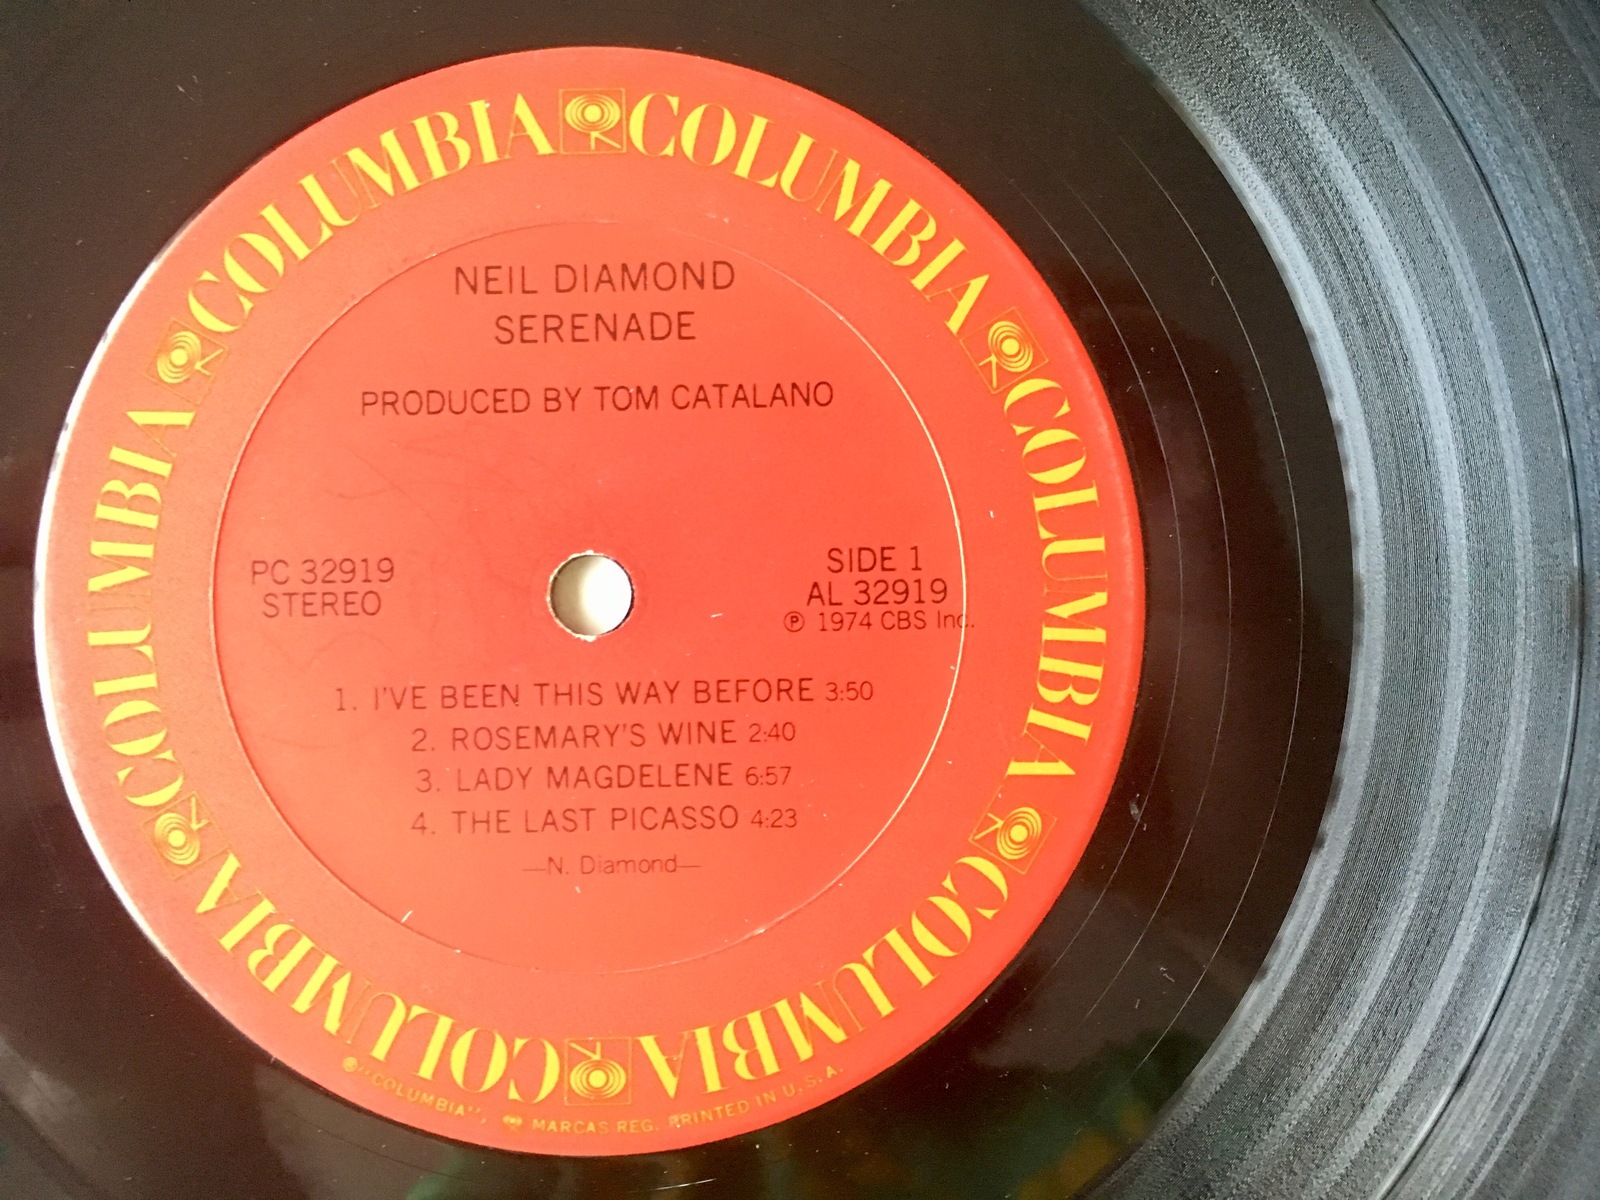 COLUMBIA COLUMBIA COLUMBIA COLUMBIA COLUMBIA COLUMBIA
NEIL DIAMOND
SERENADE
PRODUCED BY TOM CATALANO
PC 32919
STEREO
SIDE 1
AL 32919
℗ 1974 CBS Inc.
1. I'VE BEEN THIS WAY BEFORE 3:50
2. ROSEMARY'S WINE 2:40
3. LADY MAGDELENE 6:57
4. THE LAST PICASSO 4:23
—N. Diamond—
® "COLUMBIA", MARCAS REG. PRINTED IN U.S.A.